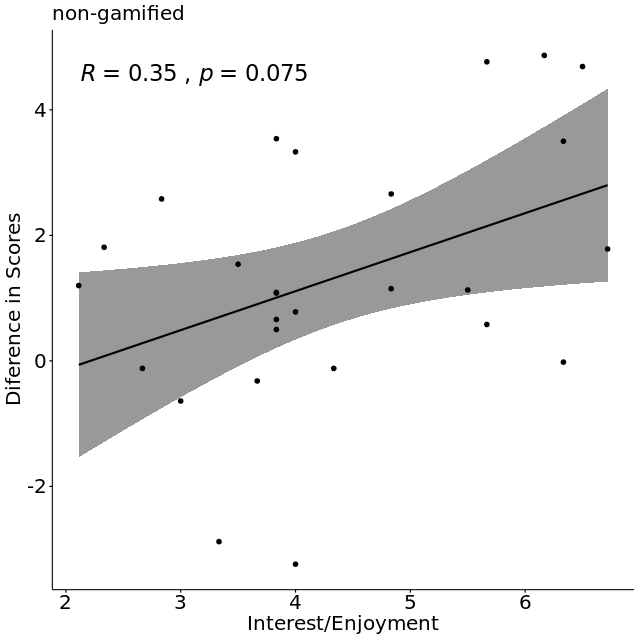 non-gamified
R = 0.35 , p = 0.075
Diference in Scores
4
2
0
-2
2 3 4 5 6
Interest/Enjoyment